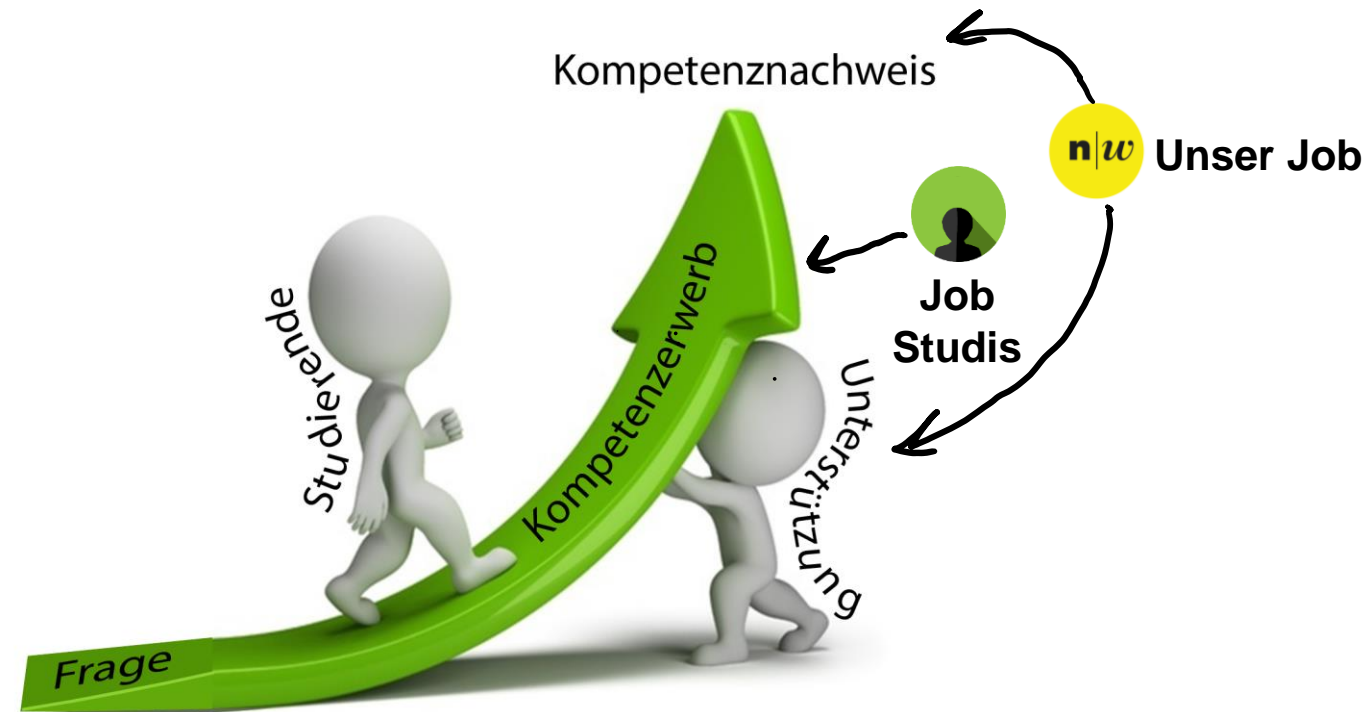 Kompetenznachweis
n|w Unser Job
Job
Studis
Studierende
Kompetenzerwerb
Unterstützung
Frage